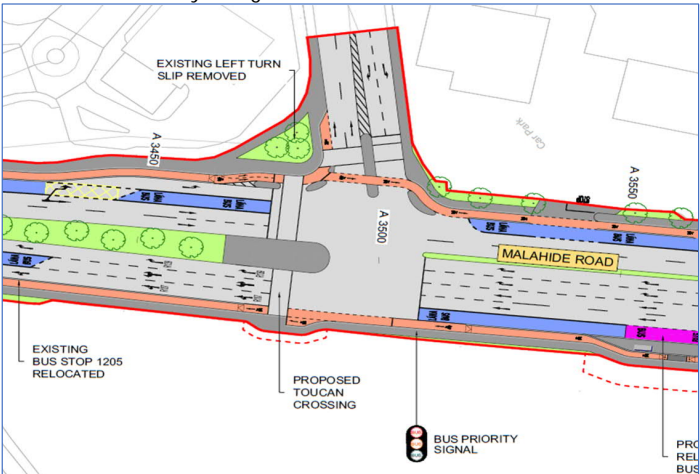 EXISTING LEFT TURN
SLIP REMOVED
A 3450
Car Park
A 3550
A 3500
MALAHIDE ROAD
EXISTING
BUS STOP 1205
RELOCATED
PROPOSED
TOUCAN
CROSSING
BUS PRIORITY
SIGNAL
PRO
REL
BUS